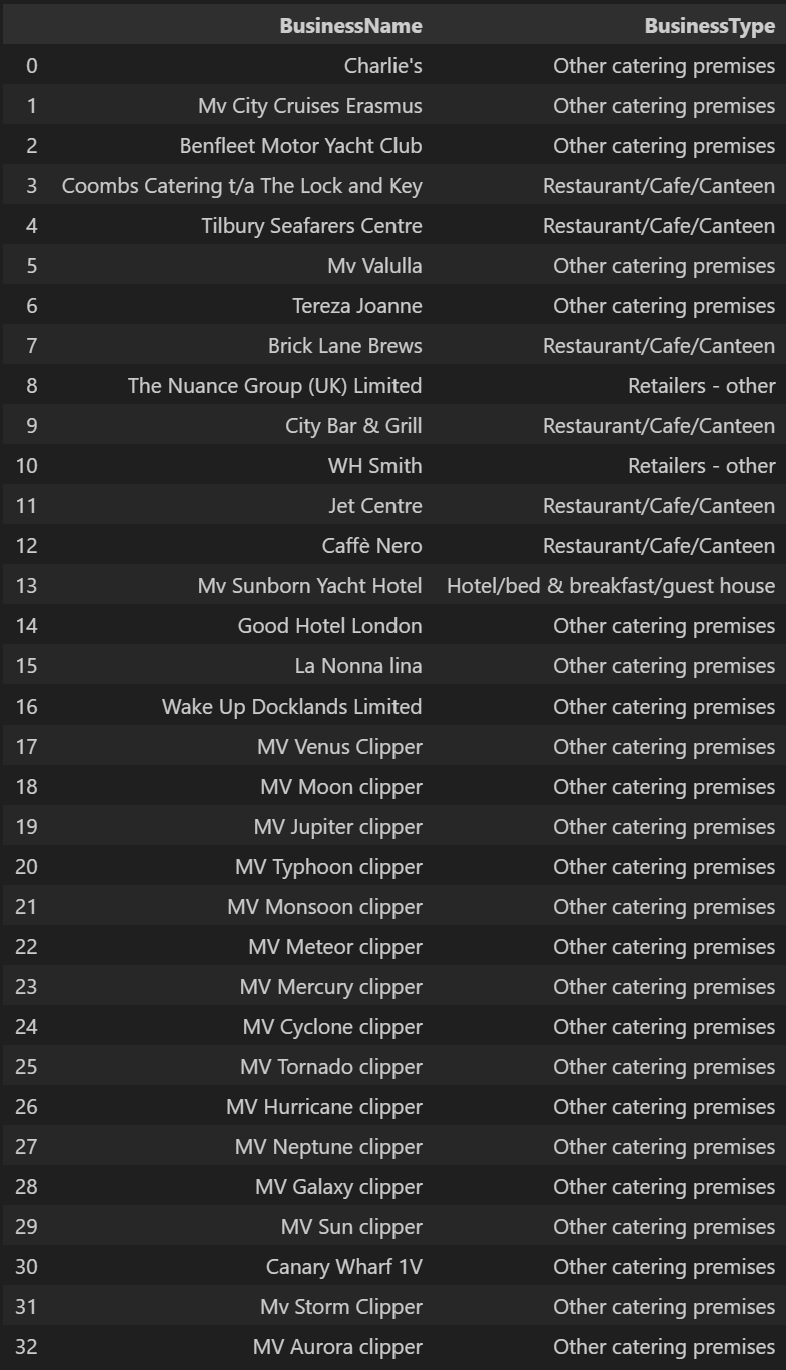 BusinessName BusinessType
0 Charlie's Other catering premises
1 Mv City Cruises Erasmus Other catering premises
2 Benfleet Motor Yacht Club Other catering premises
3 Coombs Catering t/a The Lock and Key Restaurant/Cafe/Canteen
4 Tilbury Seafarers Centre Restaurant/Cafe/Canteen
5 Mv Valulla Other catering premises
6 Tereza Joanne Other catering premises
7 Brick Lane Brews Restaurant/Cafe/Canteen
8 The Nuance Group (UK) Limited Retailers - other
9 City Bar & Grill Restaurant/Cafe/Canteen
10 WH Smith Retailers - other
11 Jet Centre Restaurant/Cafe/Canteen
12 Caffè Nero Restaurant/Cafe/Canteen
13 Mv Sunborn Yacht Hotel Hotel/bed & breakfast/guest house
14 Good Hotel London Other catering premises
15 La Nonna lina Other catering premises
16 Wake Up Docklands Limited Other catering premises
17 MV Venus Clipper Other catering premises
18 MV Moon clipper Other catering premises
19 MV Jupiter clipper Other catering premises
20 MV Typhoon clipper Other catering premises
21 MV Monsoon clipper Other catering premises
22 MV Meteor clipper Other catering premises
23 MV Mercury clipper Other catering premises
24 MV Cyclone clipper Other catering premises
25 MV Tornado clipper Other catering premises
26 MV Hurricane clipper Other catering premises
27 MV Neptune clipper Other catering premises
28 MV Galaxy clipper Other catering premises
29 MV Sun clipper Other catering premises
30 Canary Wharf 1V Other catering premises
31 Mv Storm Clipper Other catering premises
32 MV Aurora clipper Other catering premises